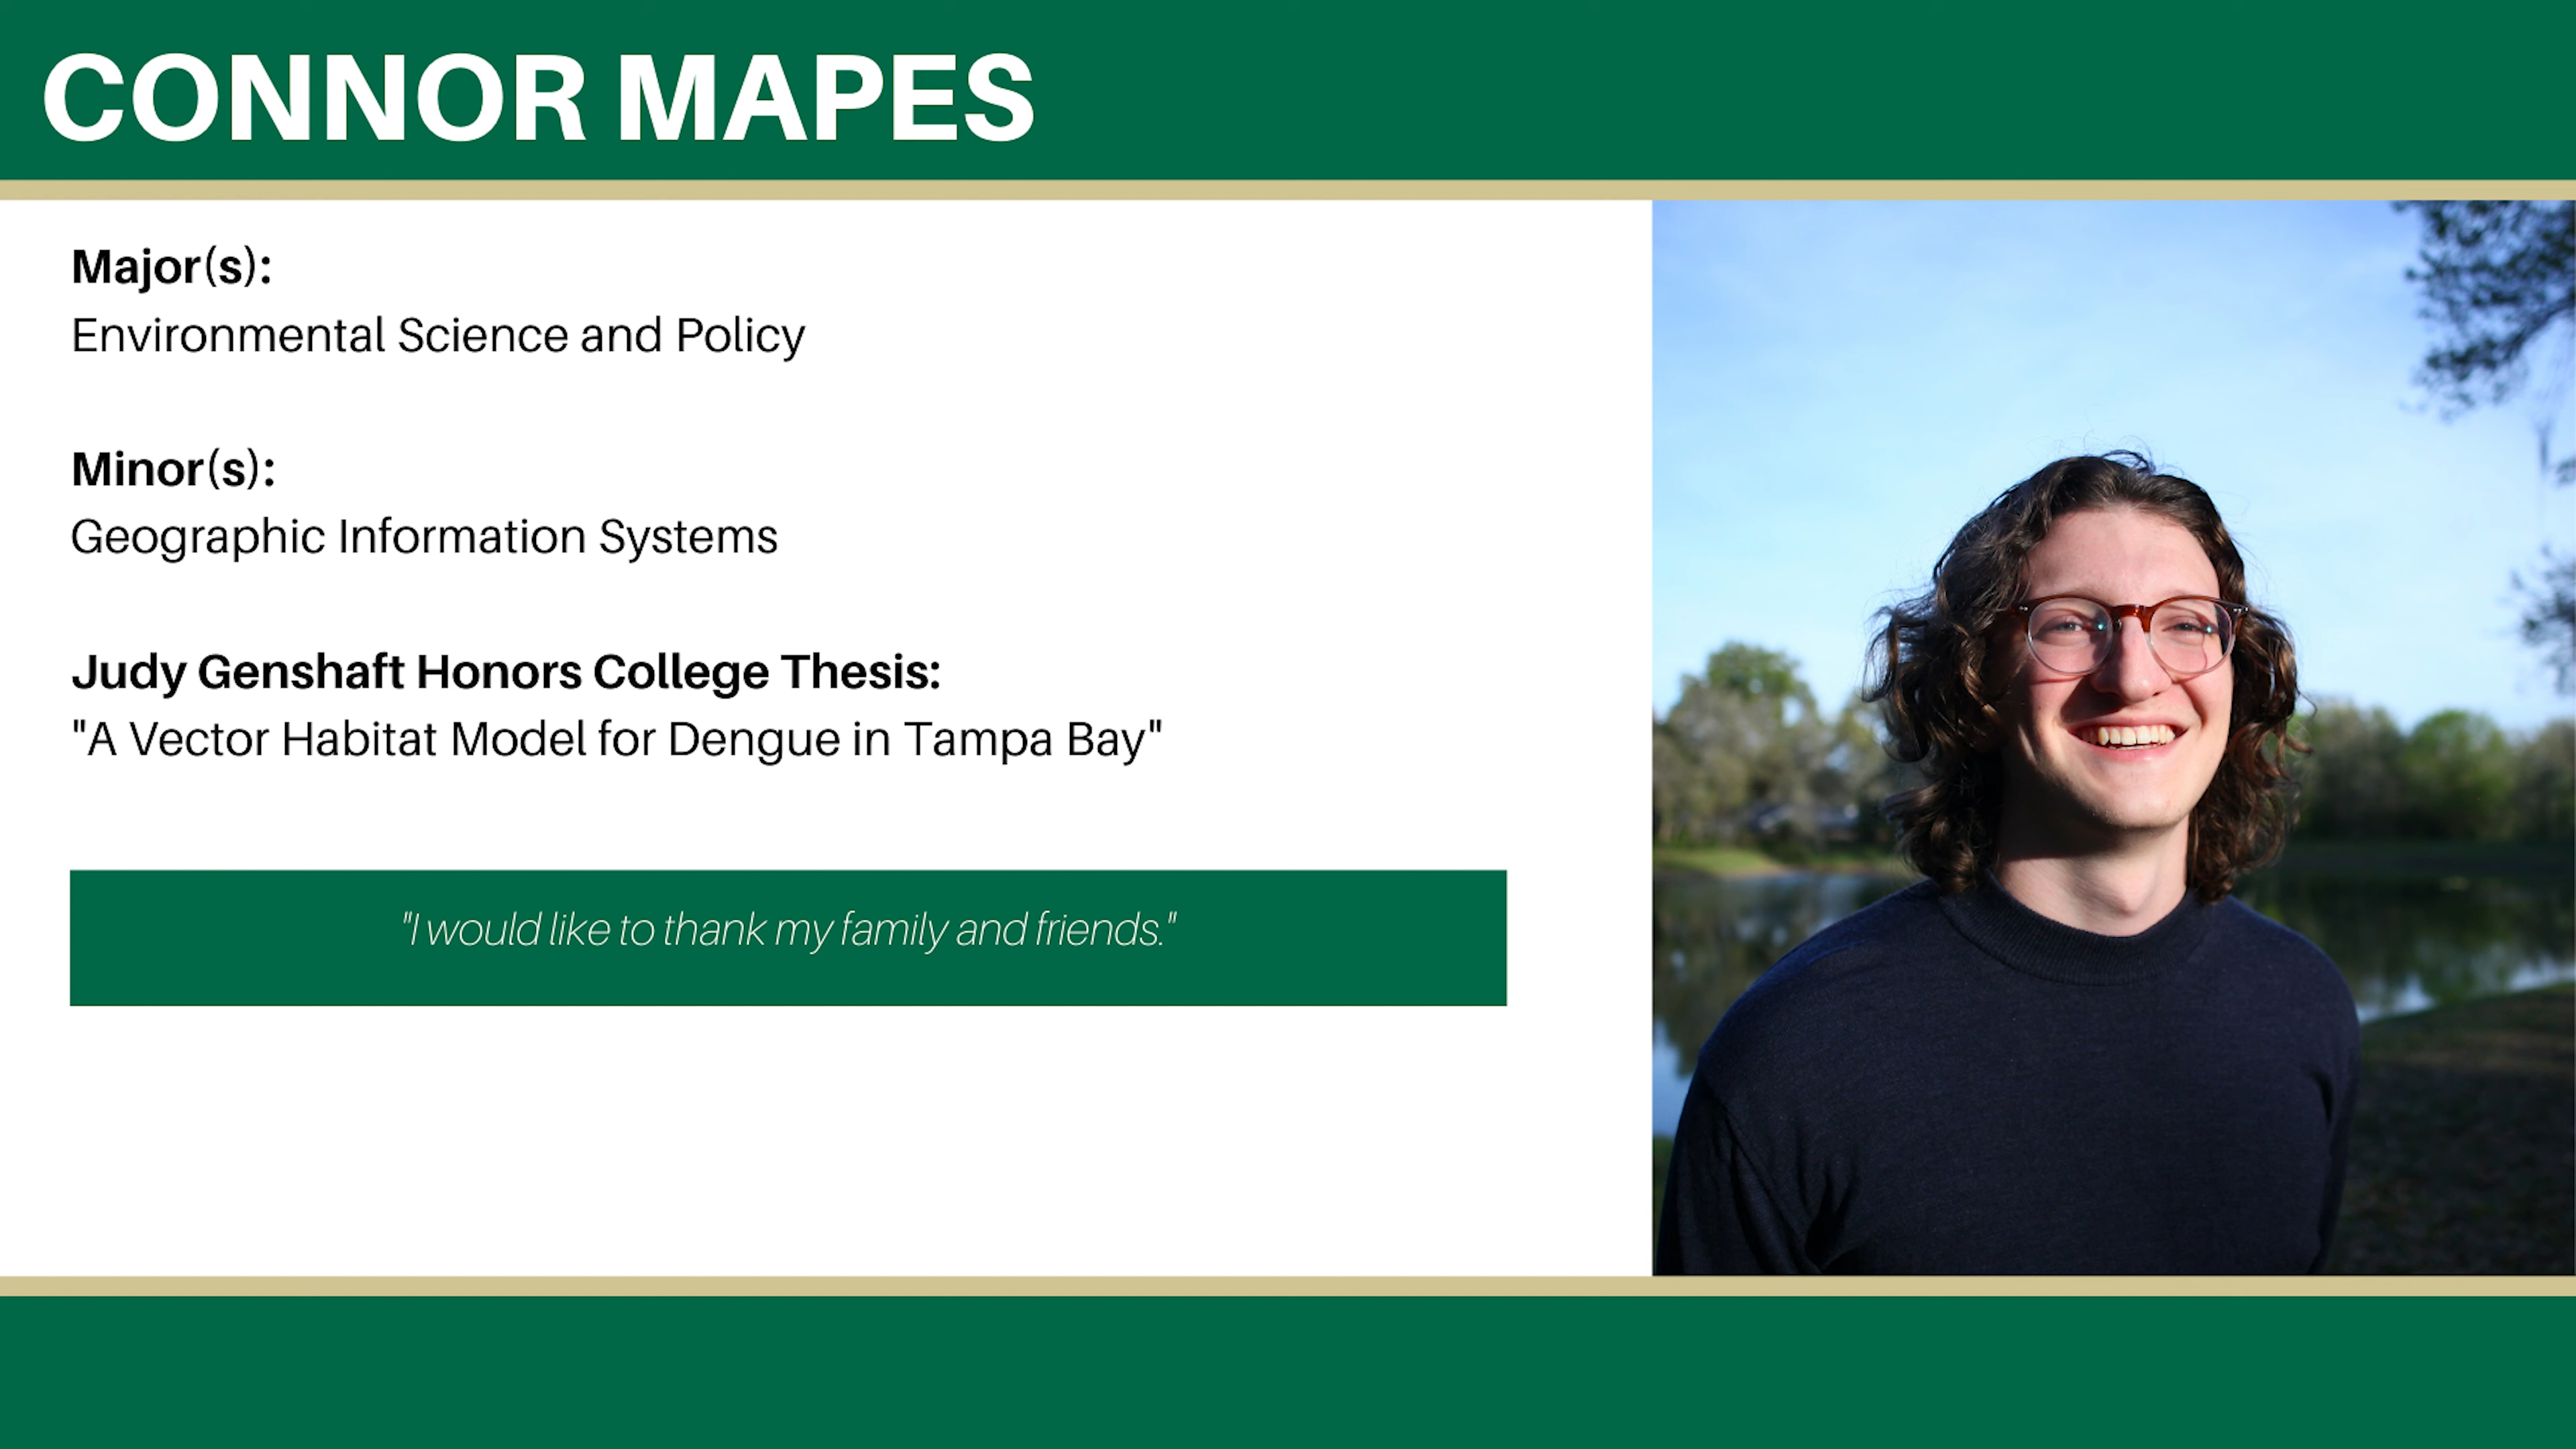 CONNOR MAPES
Major(s):
Environmental Science and Policy
Minor(s):
Geographic Information Systems
Judy Genshaft Honors College Thesis:
"A Vector Habitat Model for Dengue in Tampa Bay"
"I would like to thank my family and friends."